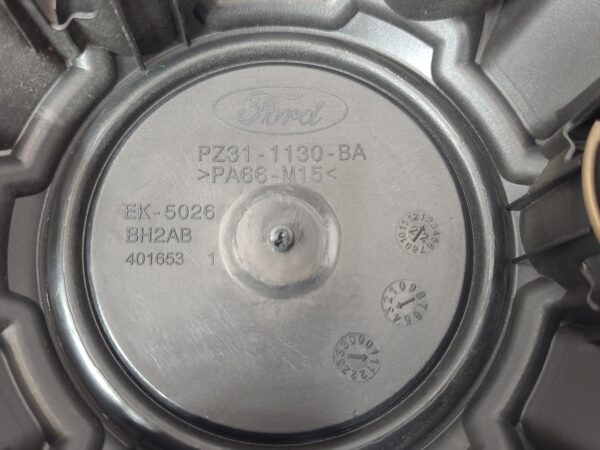 Ford
PZ31-1130-BA
>PA66-M15<
EK-5026
BH2AB
401653 1